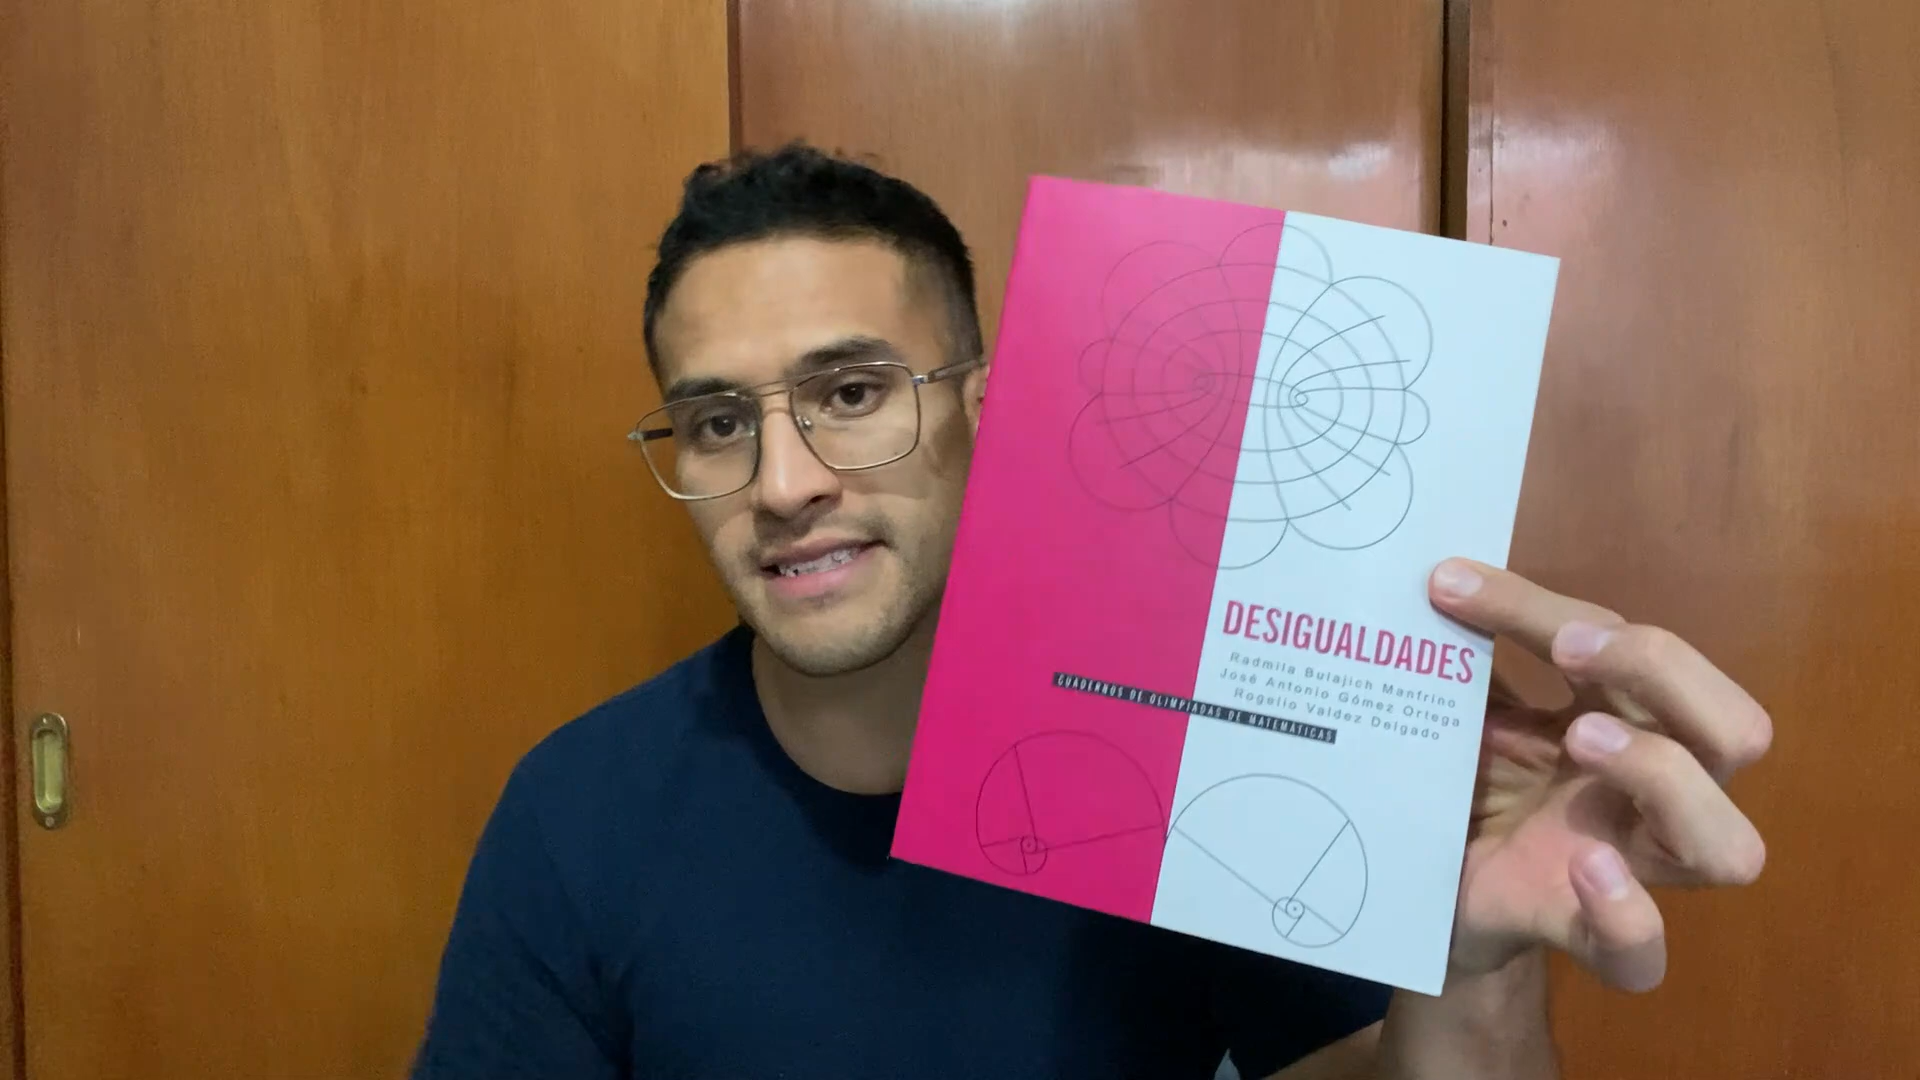 DESIGUALDADES
Radmila Bulajich Manfrino
José Antonio Gómez Ortega
Rogelio Valdez Delgado
CUADERNOS DE OLIMPIADAS DE MATEMÁTICAS